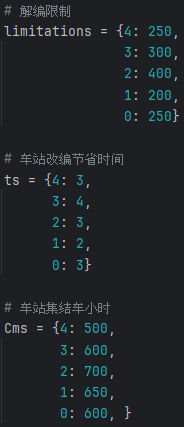 # 解编限制
limitations = {4: 250,
3: 300,
2: 400,
1: 200,
0: 250}
# 车站改编节省时间
ts = {4: 3,
3: 4,
2: 3,
1: 2,
0: 3}
# 车站集结车小时
Cms = {4: 500,
3: 600,
2: 700,
1: 650,
0: 600, }